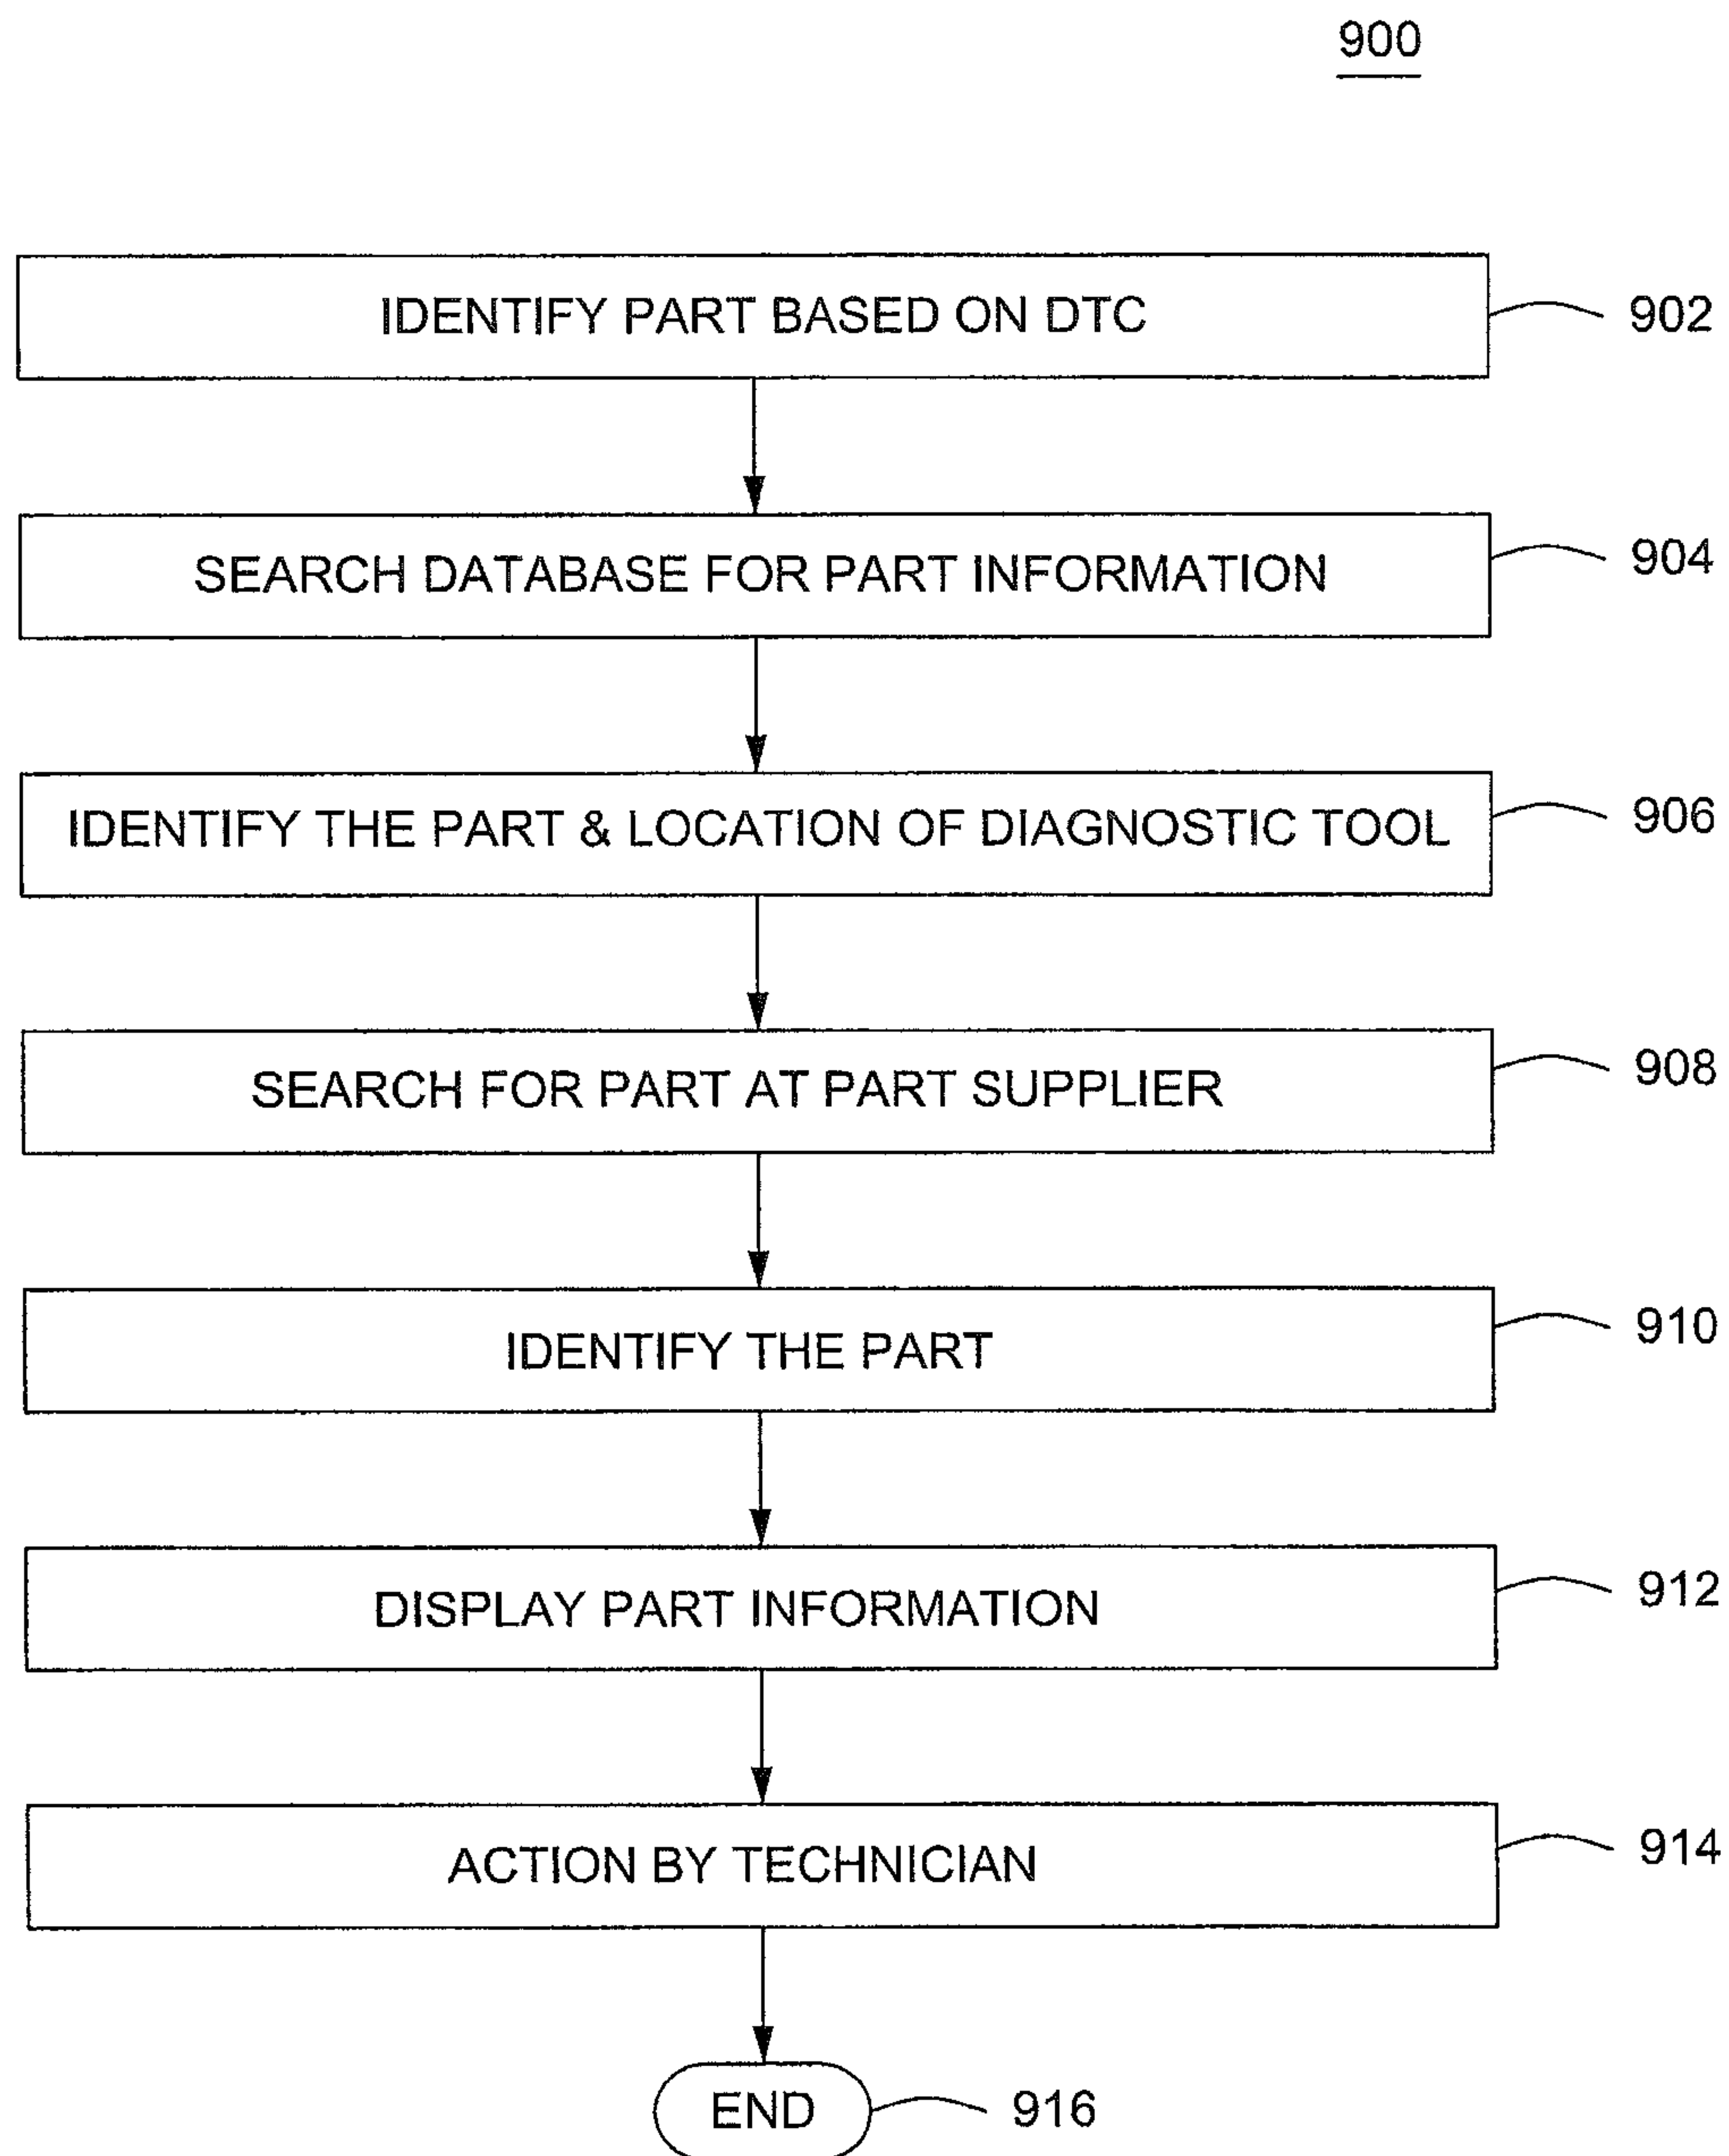 900
IDENTIFY PART BASED ON DTC
902
SEARCH DATABASE FOR PART INFORMATION
904
IDENTIFY THE PART & LOCATION OF DIAGNOSTIC TOOL
906
SEARCH FOR PART AT PART SUPPLIER
908
IDENTIFY THE PART
910
DISPLAY PART INFORMATION
912
ACTION BY TECHNICIAN
914
END
916